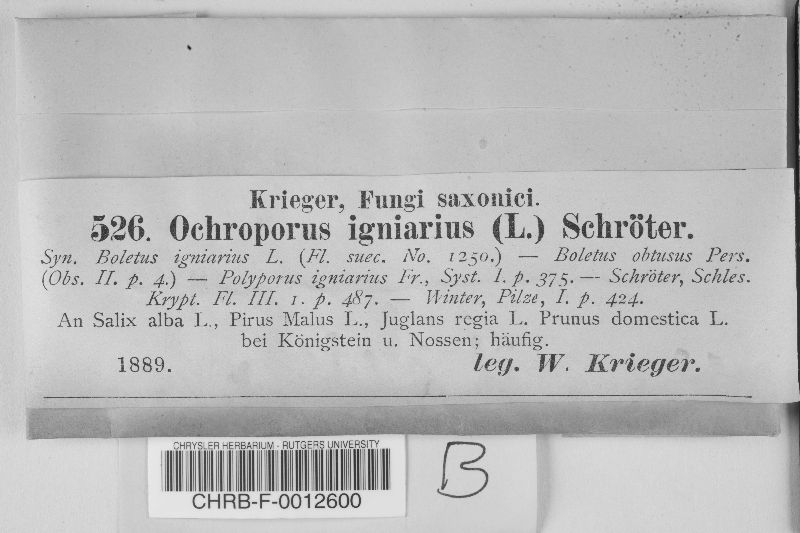 Krieger, Fungi saxonici.
526. Ochroporus igniarius (L.) Schröter.
Syn. Boletus igniarius L. (Fl. suec. No. 1250.) — Boletus obtusus Pers.
(Obs. II. p. 4.) — Polyporus igniarius Fr., Syst. I. p. 375. — Schröter, Schles.
Krypt. Fl. III. 1. p. 487. — Winter, Pilze, I. p. 424.
An Salix alba L., Pirus Malus L., Juglans regia L. Prunus domestica L.
bei Königstein u. Nossen; häufig.
1889. leg. W. Krieger.
CHRYSLER HERBARIUM - RUTGERS UNIVERSITY
CHRB-F-0012600
B